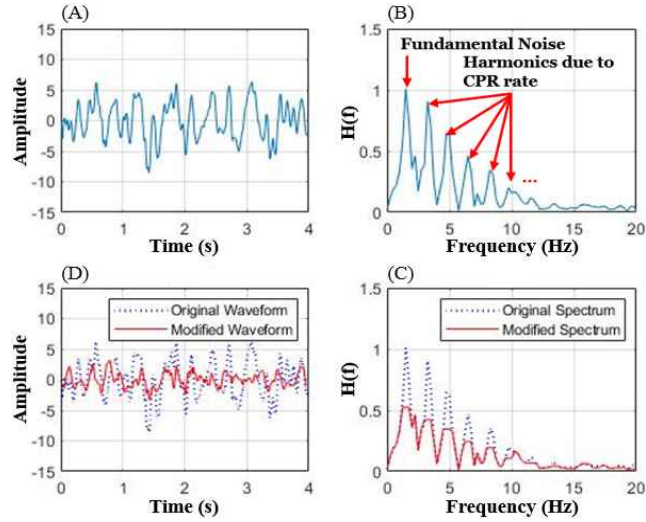 (A)
15
10
5
0
-5
-10
-15
Amplitude
0 1 2 3 4
Time (s)
(B)
Fundamental Noise
Harmonics due to
CPR rate
...
1.5
1
0.5
0
H(f)
0 5 10 15 20
Frequency (Hz)
(D)
Original Waveform
Modified Waveform
15
10
5
0
-5
-10
-15
Amplitude
0 1 2 3 4
Time (s)
(C)
Original Spectrum
Modified Spectrum
1.5
1
0.5
0
H(f)
0 5 10 15 20
Frequency (Hz)